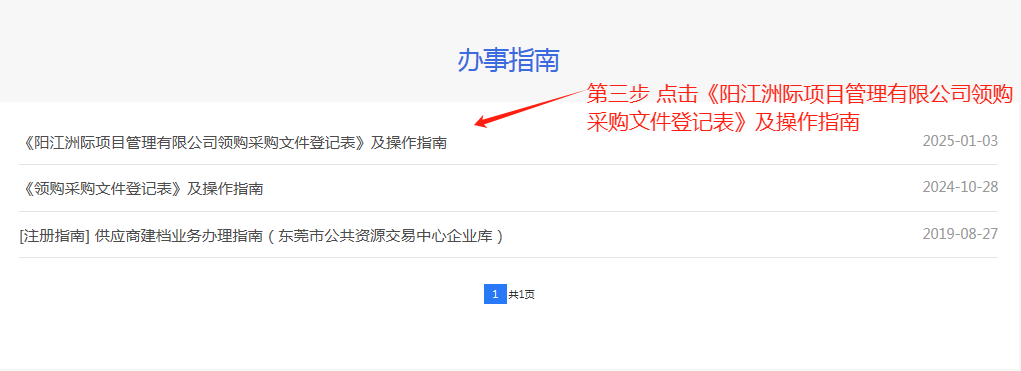 办事指南
第三步 点击《阳江洲际项目管理有限公司领购
采购文件登记表》及操作指南
《阳江洲际项目管理有限公司领购采购文件登记表》及操作指南 2025-01-03
《领购采购文件登记表》及操作指南 2024-10-28
[注册指南] 供应商建档业务办理指南（东莞市公共资源交易中心企业库） 2019-08-27
1 共1页